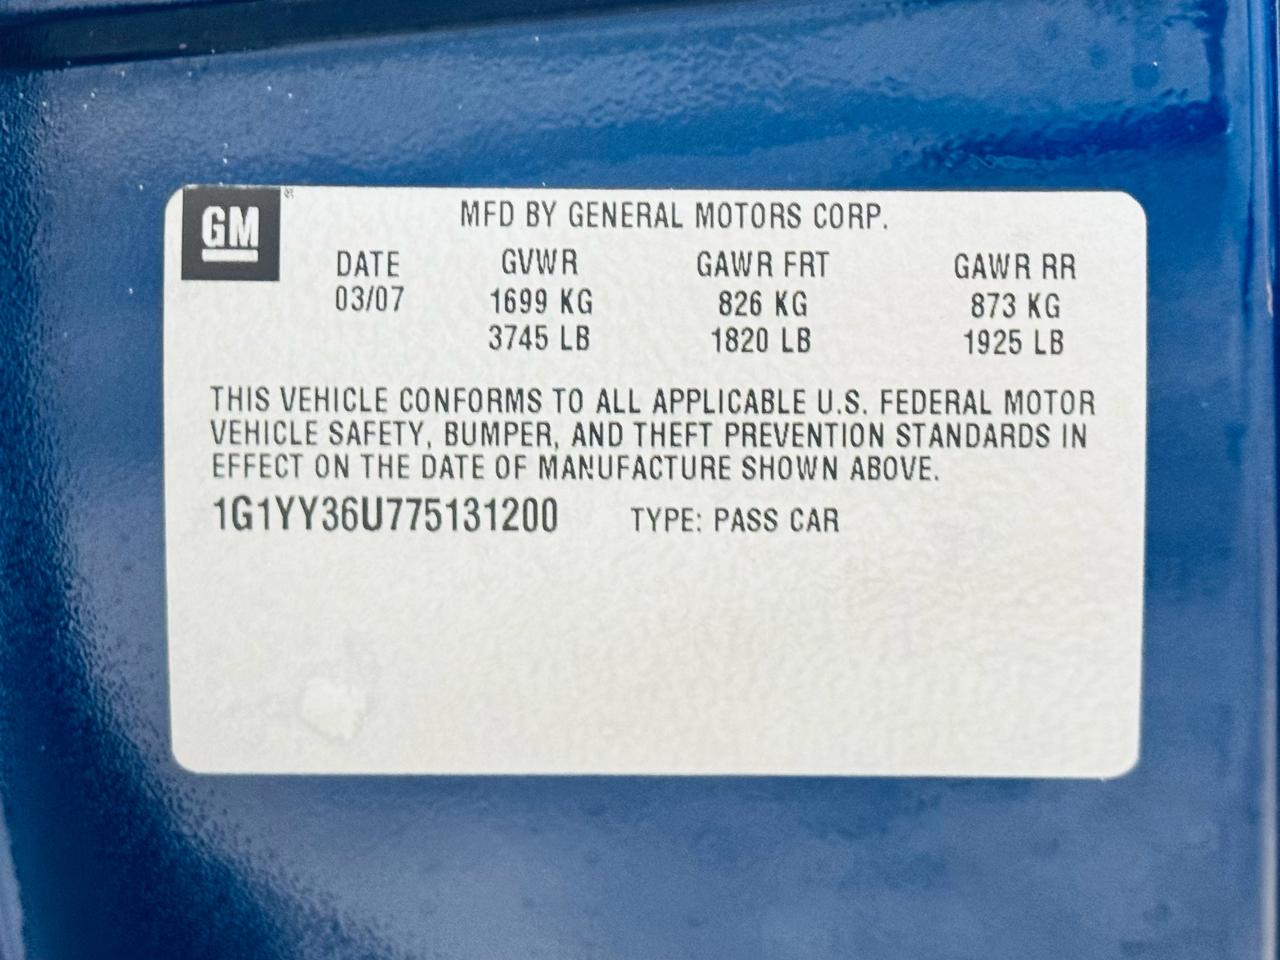 GM
MFD BY GENERAL MOTORS CORP.
DATE GVWR GAWR FRT GAWR RR
03/07 1699 KG 826 KG 873 KG
3745 LB 1820 LB 1925 LB
THIS VEHICLE CONFORMS TO ALL APPLICABLE U.S. FEDERAL MOTOR
VEHICLE SAFETY, BUMPER, AND THEFT PREVENTION STANDARDS IN
EFFECT ON THE DATE OF MANUFACTURE SHOWN ABOVE.
1G1YY36U775131200 TYPE: PASS CAR